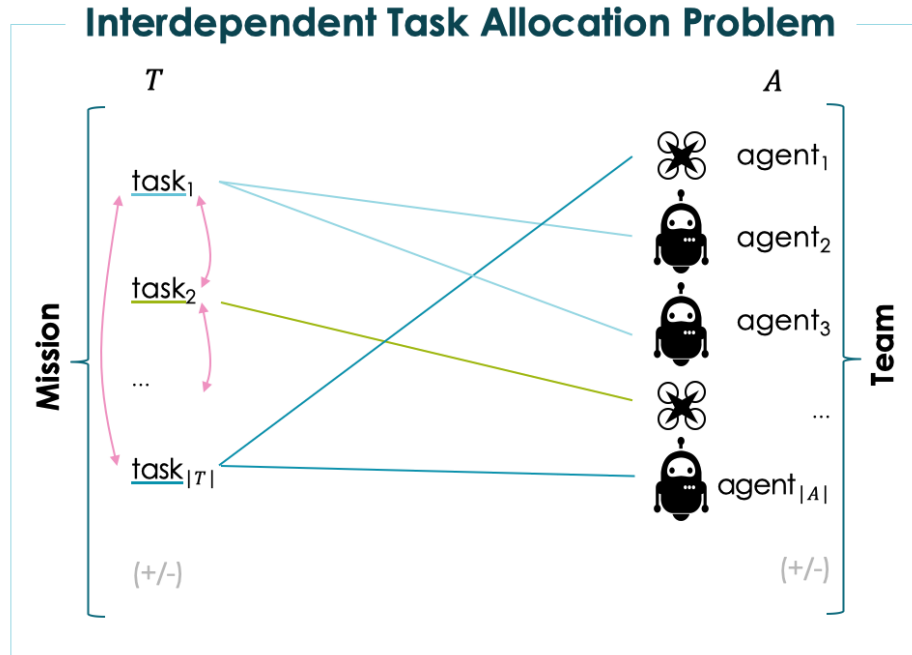 Interdependent Task Allocation Problem
T
A
Mission
task₁
task₂
...
task|T|
(+/-)
agent₁
agent₂
agent₃
...
agent|A|
(+/-)
Team